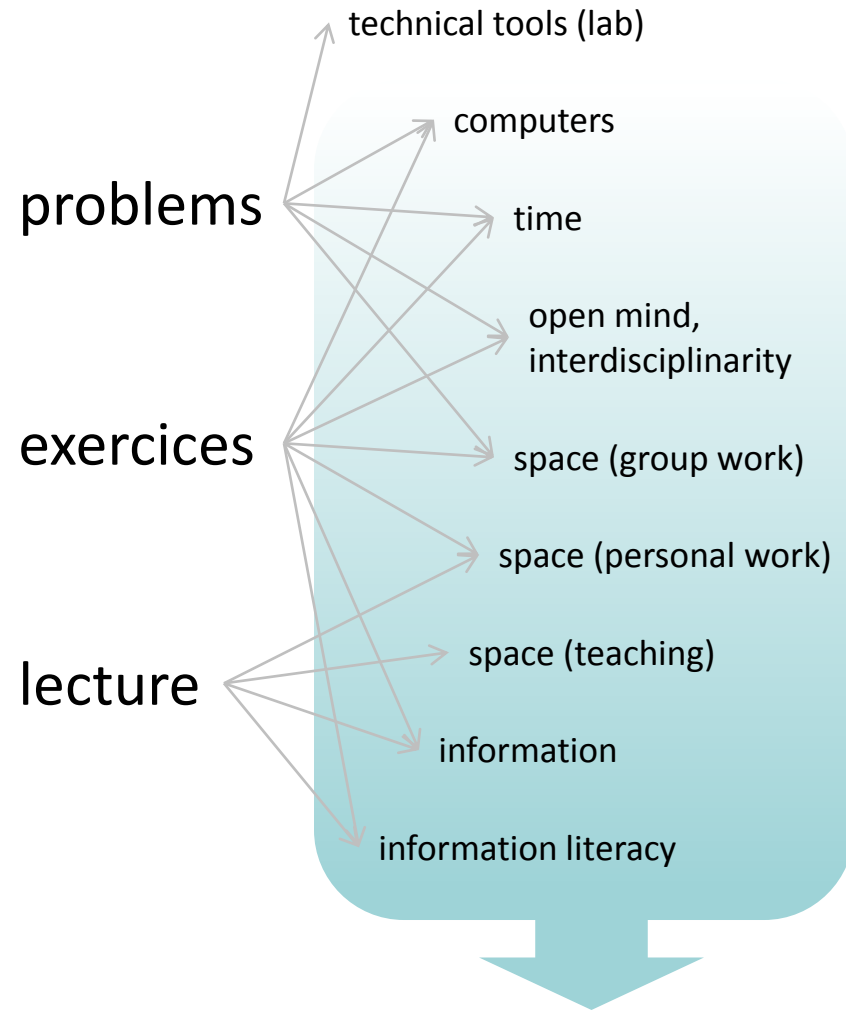 technical tools (lab)
computers
problems
time
open mind,
interdisciplinarity
exercices
space (group work)
space (personal work)
space (teaching)
lecture
information
information literacy